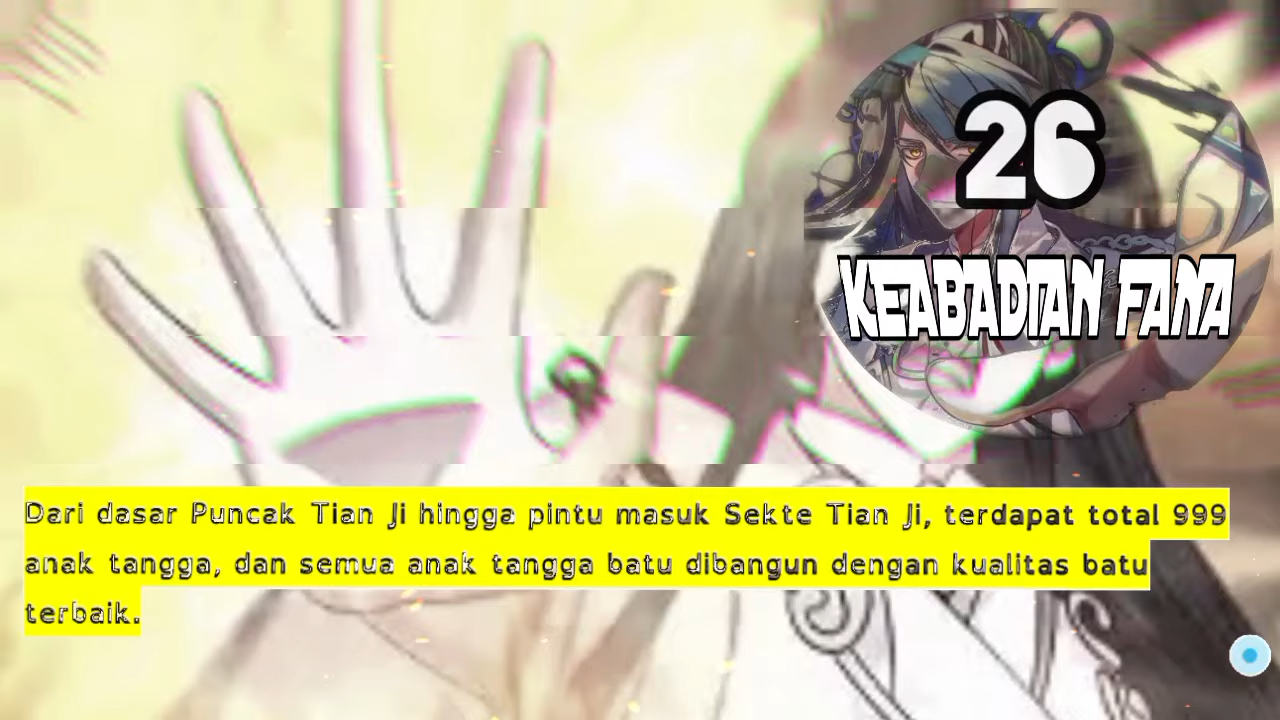 26
KEABADIAN FANA
Dari dasar Puncak Tian Ji hingga pintu masuk Sekte Tian Ji, terdapat total 999
anak tangga, dan semua anak tangga batu dibangun dengan kualitas batu
terbaik.